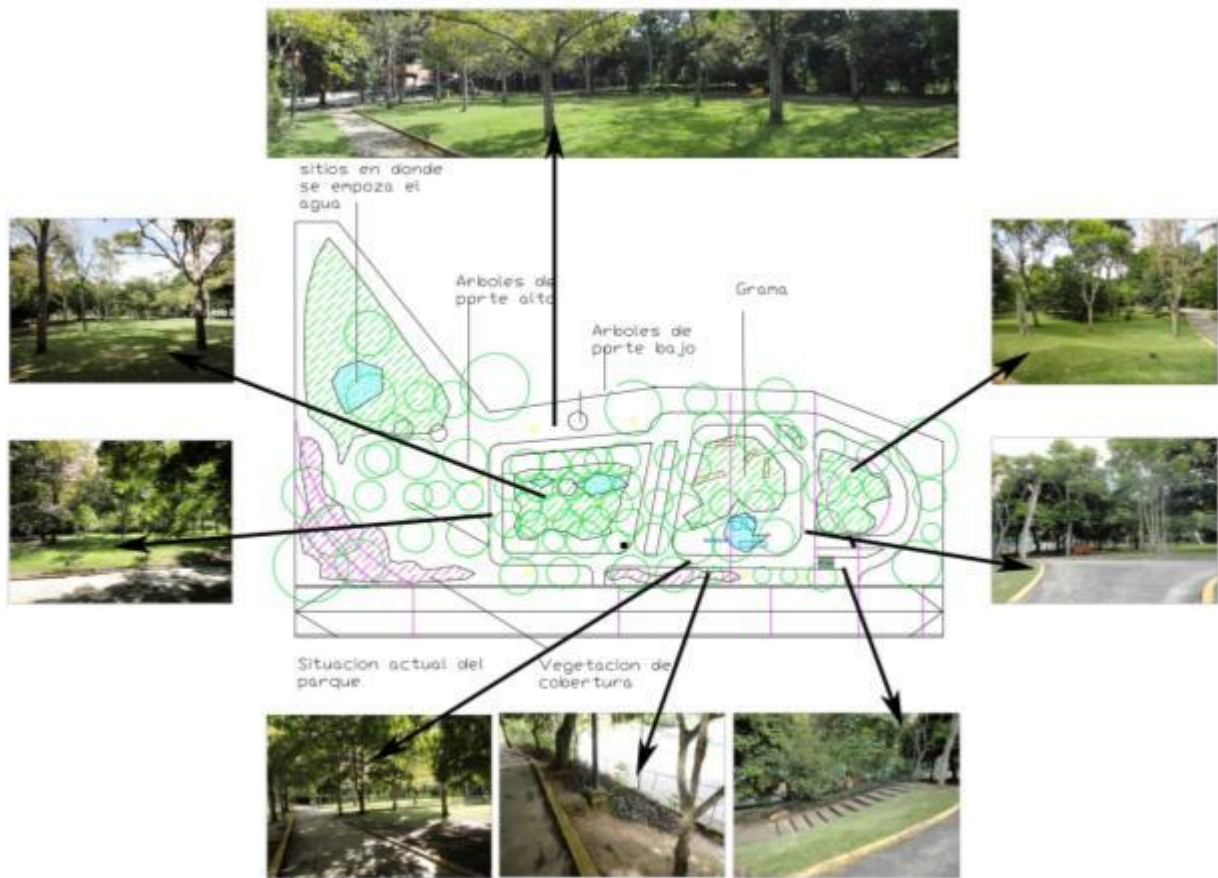 sitios en donde
se empoza el
agua
Arboles de
porte alto
Grama
Arboles de
porte bajo
Situacion actual del
parque
Vegetacion de
cobertura